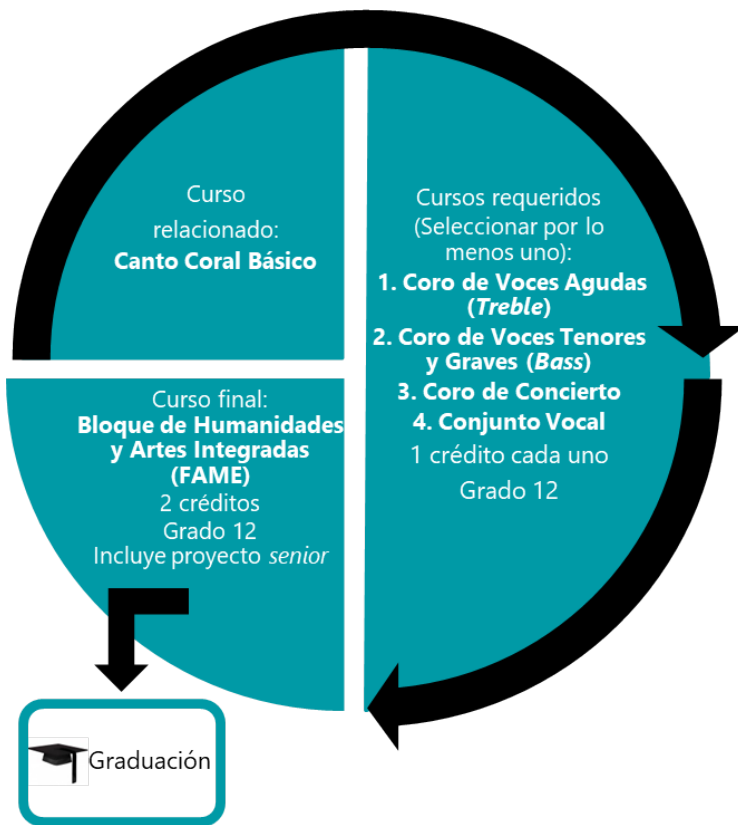 Curso
relacionado:
Canto Coral Básico
Cursos requeridos
(Seleccionar por lo
menos uno):
1. Coro de Voces Agudas
(Treble)
2. Coro de Voces Tenores
y Graves (Bass)
3. Coro de Concierto
4. Conjunto Vocal
1 crédito cada uno
Grado 12
Curso final:
Bloque de Humanidades
y Artes Integradas
(FAME)
2 créditos
Grado 12
Incluye proyecto senior
Graduación